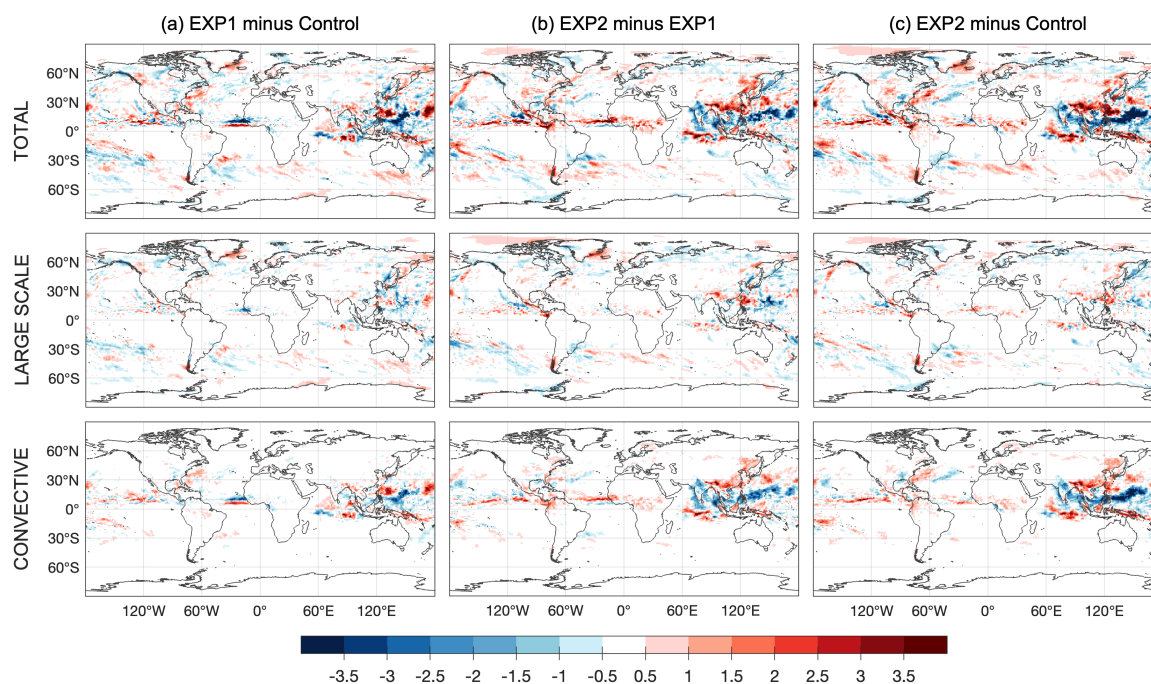 (a) EXP1 minus Control (b) EXP2 minus EXP1 (c) EXP2 minus Control
TOTAL
60°N
30°N
0°
30°S
60°S
LARGE SCALE
60°N
30°N
0°
30°S
60°S
CONVECTIVE
60°N
30°N
0°
30°S
60°S
120°W 60°W 0° 60°E 120°E 120°W 60°W 0° 60°E 120°E 120°W 60°W 0° 60°E 120°E
-3.5 -3 -2.5 -2 -1.5 -1 -0.5 0.5 1 1.5 2 2.5 3 3.5